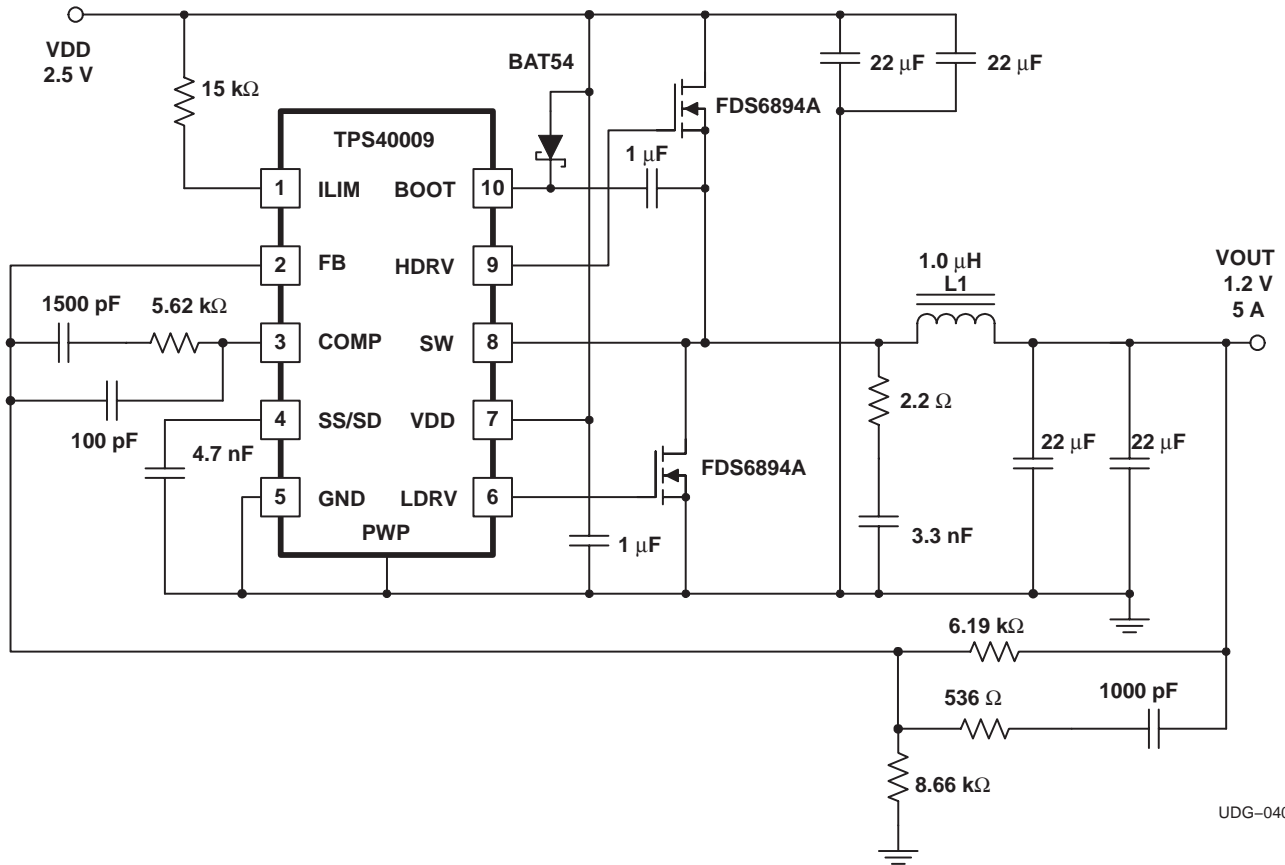 VDD
2.5 V
15 kΩ
BAT54
22 μF
22 μF
FDS6894A
TPS40009
1 μF
1
ILIM
BOOT
10
2
FB
HDRV
9
1500 pF
5.62 kΩ
3
COMP
SW
8
1.0 μH
L1
VOUT
1.2 V
5 A
100 pF
4
SS/SD
VDD
7
4.7 nF
2.2 Ω
22 μF
22 μF
FDS6894A
5
GND
LDRV
6
PWP
1 μF
3.3 nF
6.19 kΩ
536 Ω
1000 pF
8.66 kΩ
UDG–040